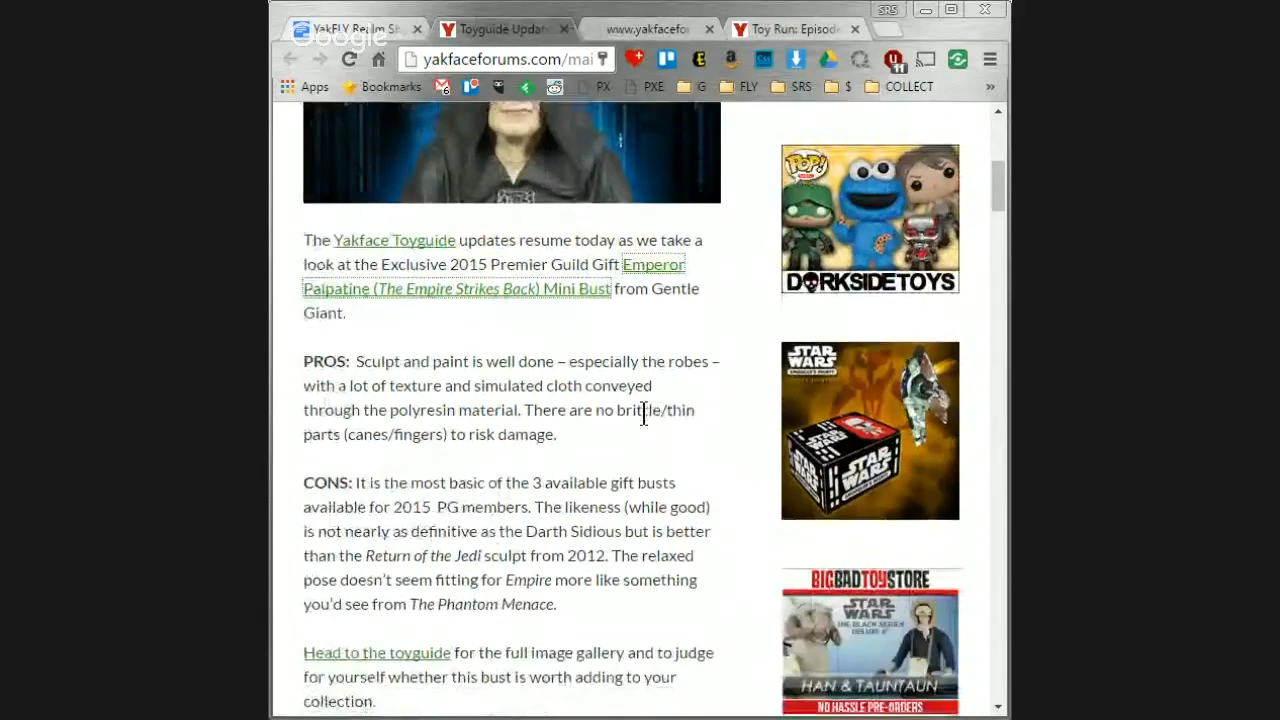 SRS
YakFLY Realm St
Toyguide Updat
www.yakfacefor
Toy Run: Episode
yakfaceforums.com/mai
11
Apps
Bookmarks
PX
PXE
G
FLY
SRS
$
COLLECT
»
The Yakface Toyguide updates resume today as we take a
look at the Exclusive 2015 Premier Guild Gift Emperor
Palpatine (The Empire Strikes Back) Mini Bust from Gentle
Giant.
PROS: Sculpt and paint is well done – especially the robes –
with a lot of texture and simulated cloth conveyed
through the polyresin material. There are no brittle/thin
parts (canes/fingers) to risk damage.
CONS: It is the most basic of the 3 available gift busts
available for 2015 PG members. The likeness (while good)
is not nearly as definitive as the Darth Sidious but is better
than the Return of the Jedi sculpt from 2012. The relaxed
pose doesn't seem fitting for Empire more like something
you'd see from The Phantom Menace.
Head to the toyguide for the full image gallery and to judge
for yourself whether this bust is worth adding to your
collection.
POP!
DORKSIDETOYS
STAR
WARS
STAR
WARS
BIGBADTOYSTORE
STAR
WARS
THE BLACK SERIES
DELUXE 6"
HAN & TAUNTAUN
NO HASSLE PRE-ORDERS